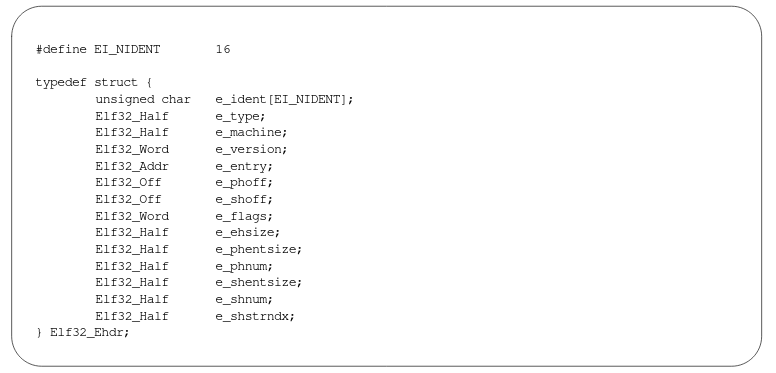 #define EI_NIDENT 16
typedef struct {
unsigned char e_ident[EI_NIDENT];
Elf32_Half e_type;
Elf32_Half e_machine;
Elf32_Word e_version;
Elf32_Addr e_entry;
Elf32_Off e_phoff;
Elf32_Off e_shoff;
Elf32_Word e_flags;
Elf32_Half e_ehsize;
Elf32_Half e_phentsize;
Elf32_Half e_phnum;
Elf32_Half e_shentsize;
Elf32_Half e_shnum;
Elf32_Half e_shstrndx;
} Elf32_Ehdr;